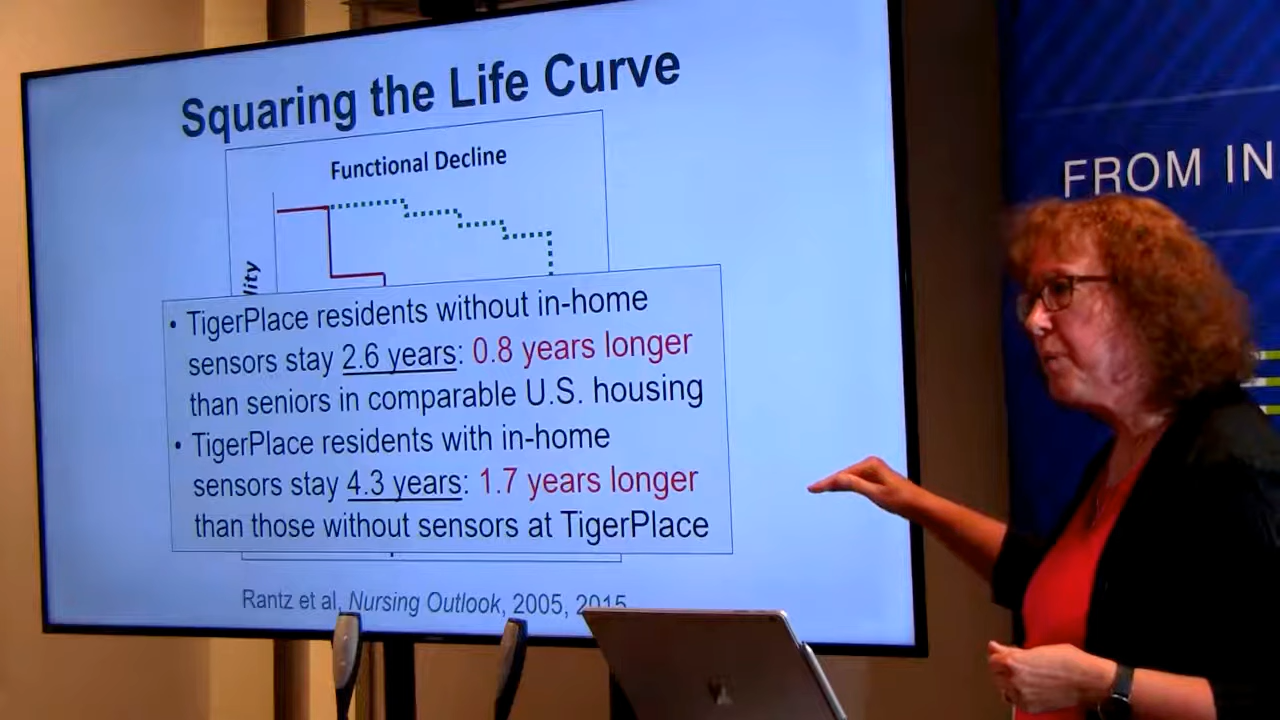 Squaring the Life Curve
Functional Decline
lity
• TigerPlace residents without in-home
sensors stay 2.6 years: 0.8 years longer
than seniors in comparable U.S. housing
• TigerPlace residents with in-home
sensors stay 4.3 years: 1.7 years longer
than those without sensors at TigerPlace
Rantz et al, Nursing Outlook, 2005, 2015
FROM IN